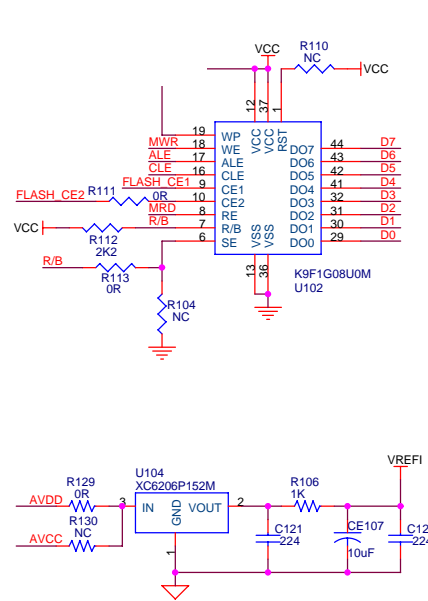 R110
NC
VCC
VCC
12
37
1
VCC
VCC
RST
19
WP
MWR
18
WE
DO7
44
D7
ALE
17
ALE
DO6
43
D6
CLE
16
CLE
DO5
42
D5
FLASH_CE1
9
CE1
DO4
41
D4
FLASH_CE2
R111
0R
10
CE2
DO3
32
D3
MRD
8
RE
DO2
31
D2
VCC
R/B
7
R/B
DO1
30
D1
R112
2K2
6
SE
DO0
29
D0
VSS
VSS
13
36
K9F1G08U0M
U102
R/B
R113
0R
R104
NC
U104
XC6206P152M
VREFI
AVDD
R129
0R
3
IN
GND
VOUT
2
R106
1K
AVCC
R130
NC
1
C121
224
CE107
10uF
C12
224